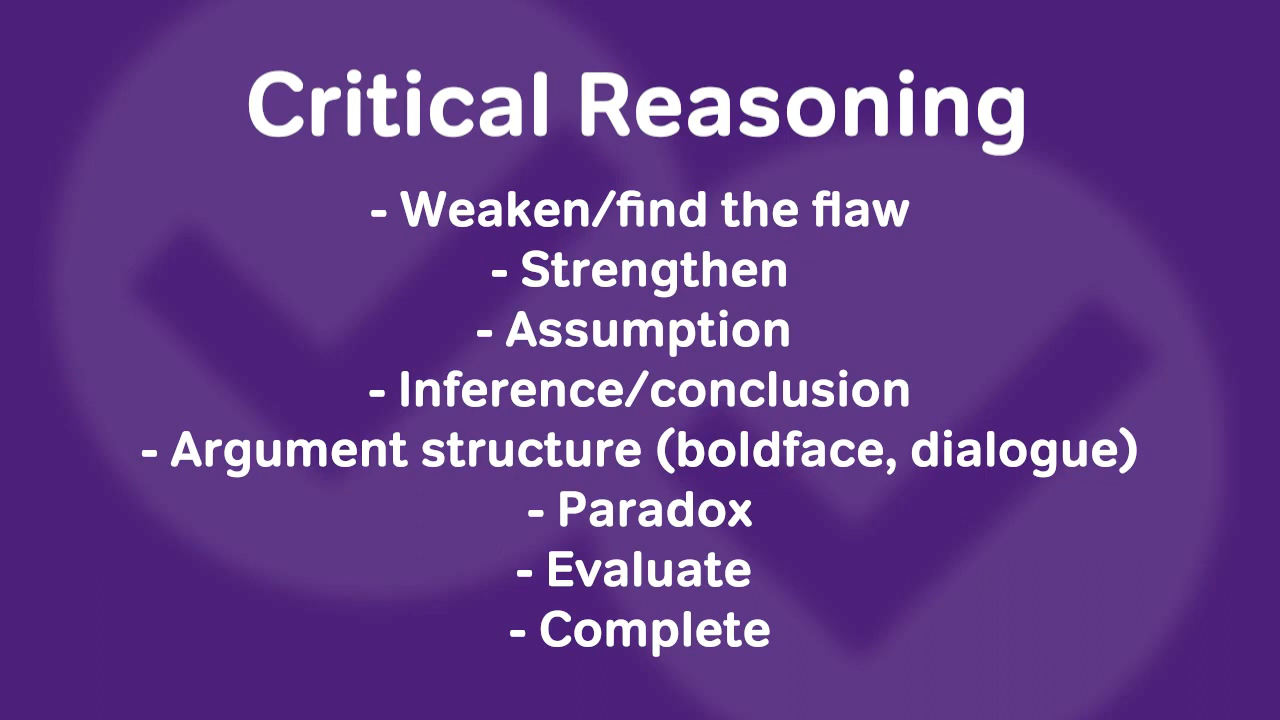 Critical Reasoning
- Weaken/find the flaw
- Strengthen
- Assumption
- Inference/conclusion
- Argument structure (boldface, dialogue)
- Paradox
- Evaluate
- Complete